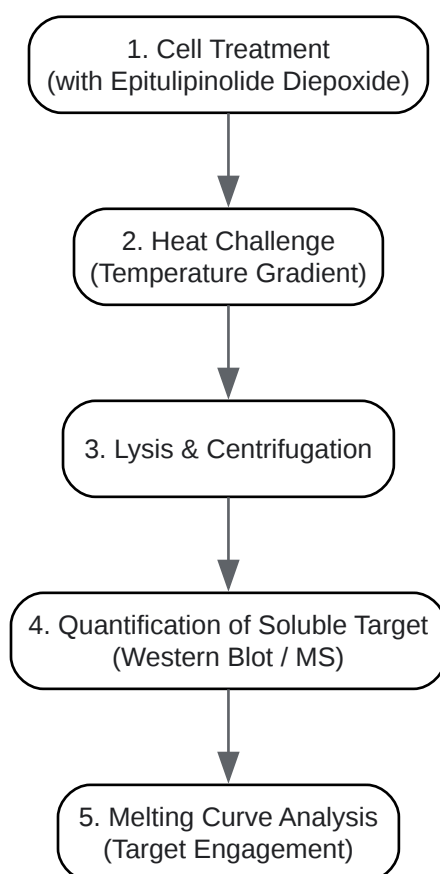 1. Cell Treatment
(with Epitulipinolide Diepoxide)
2. Heat Challenge
(Temperature Gradient)
3. Lysis & Centrifugation
4. Quantification of Soluble Target
(Western Blot / MS)
5. Melting Curve Analysis
(Target Engagement)